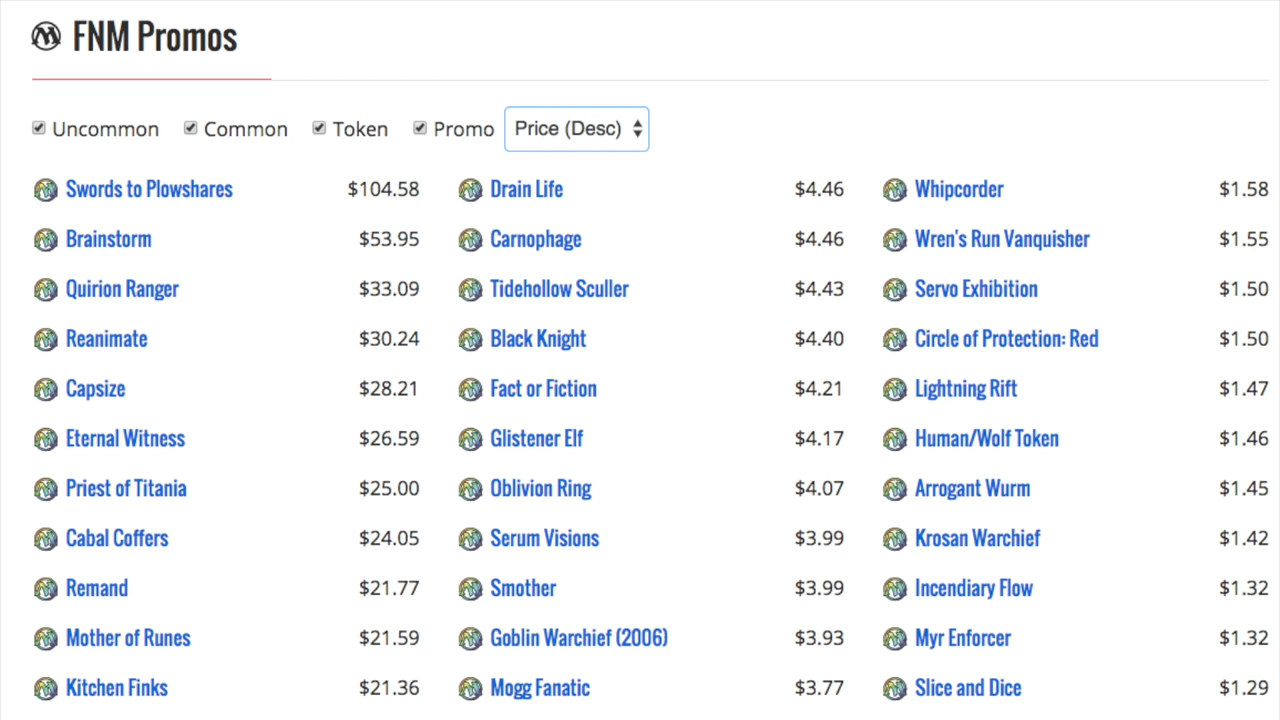 FNM Promos
Uncommon Common Token Promo Price (Desc)
Swords to Plowshares $104.58 Drain Life $4.46 Whipcorder $1.58
Brainstorm $53.95 Carnophage $4.46 Wren's Run Vanquisher $1.55
Quirion Ranger $33.09 Tidehollow Sculler $4.43 Servo Exhibition $1.50
Reanimate $30.24 Black Knight $4.40 Circle of Protection: Red $1.50
Capsize $28.21 Fact or Fiction $4.21 Lightning Rift $1.47
Eternal Witness $26.59 Glistener Elf $4.17 Human/Wolf Token $1.46
Priest of Titania $25.00 Oblivion Ring $4.07 Arrogant Wurm $1.45
Cabal Coffers $24.05 Serum Visions $3.99 Krosan Warchief $1.42
Remand $21.77 Smother $3.99 Incendiary Flow $1.32
Mother of Runes $21.59 Goblin Warchief (2006) $3.93 Myr Enforcer $1.32
Kitchen Finks $21.36 Mogg Fanatic $3.77 Slice and Dice $1.29